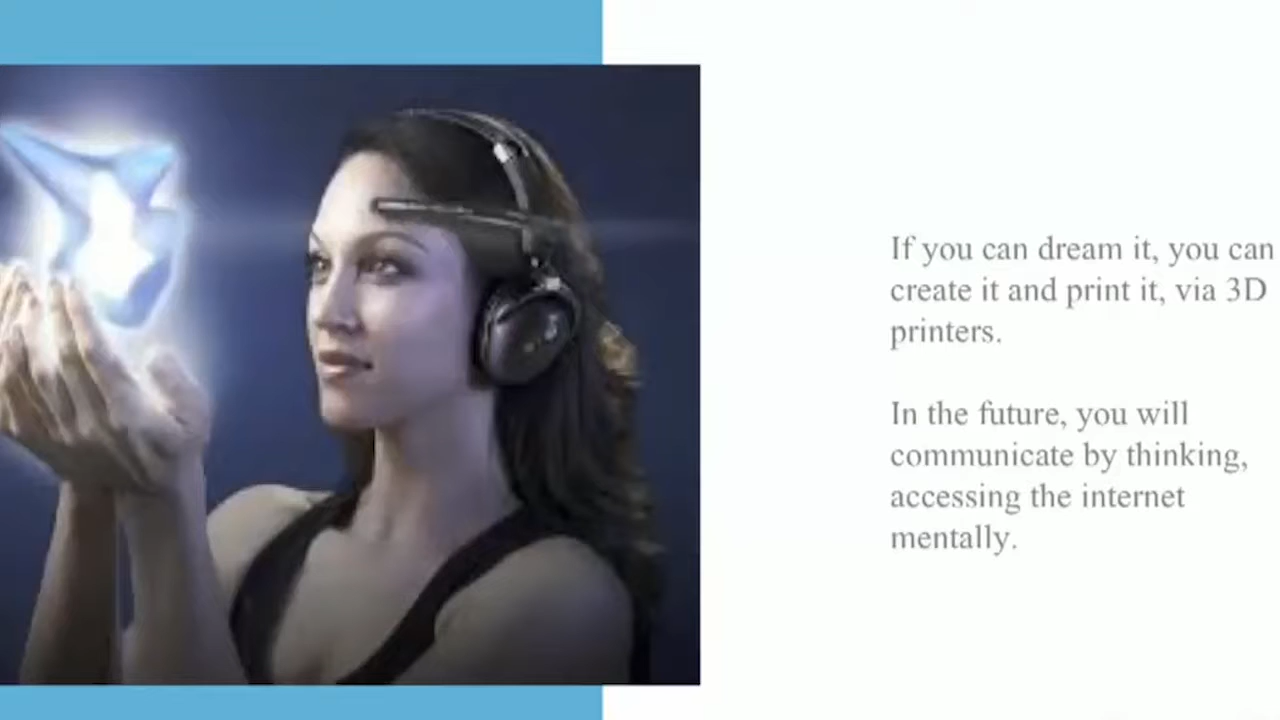 If you can dream it, you can
create it and print it, via 3D
printers.
In the future, you will
communicate by thinking,
accessing the internet
mentally.